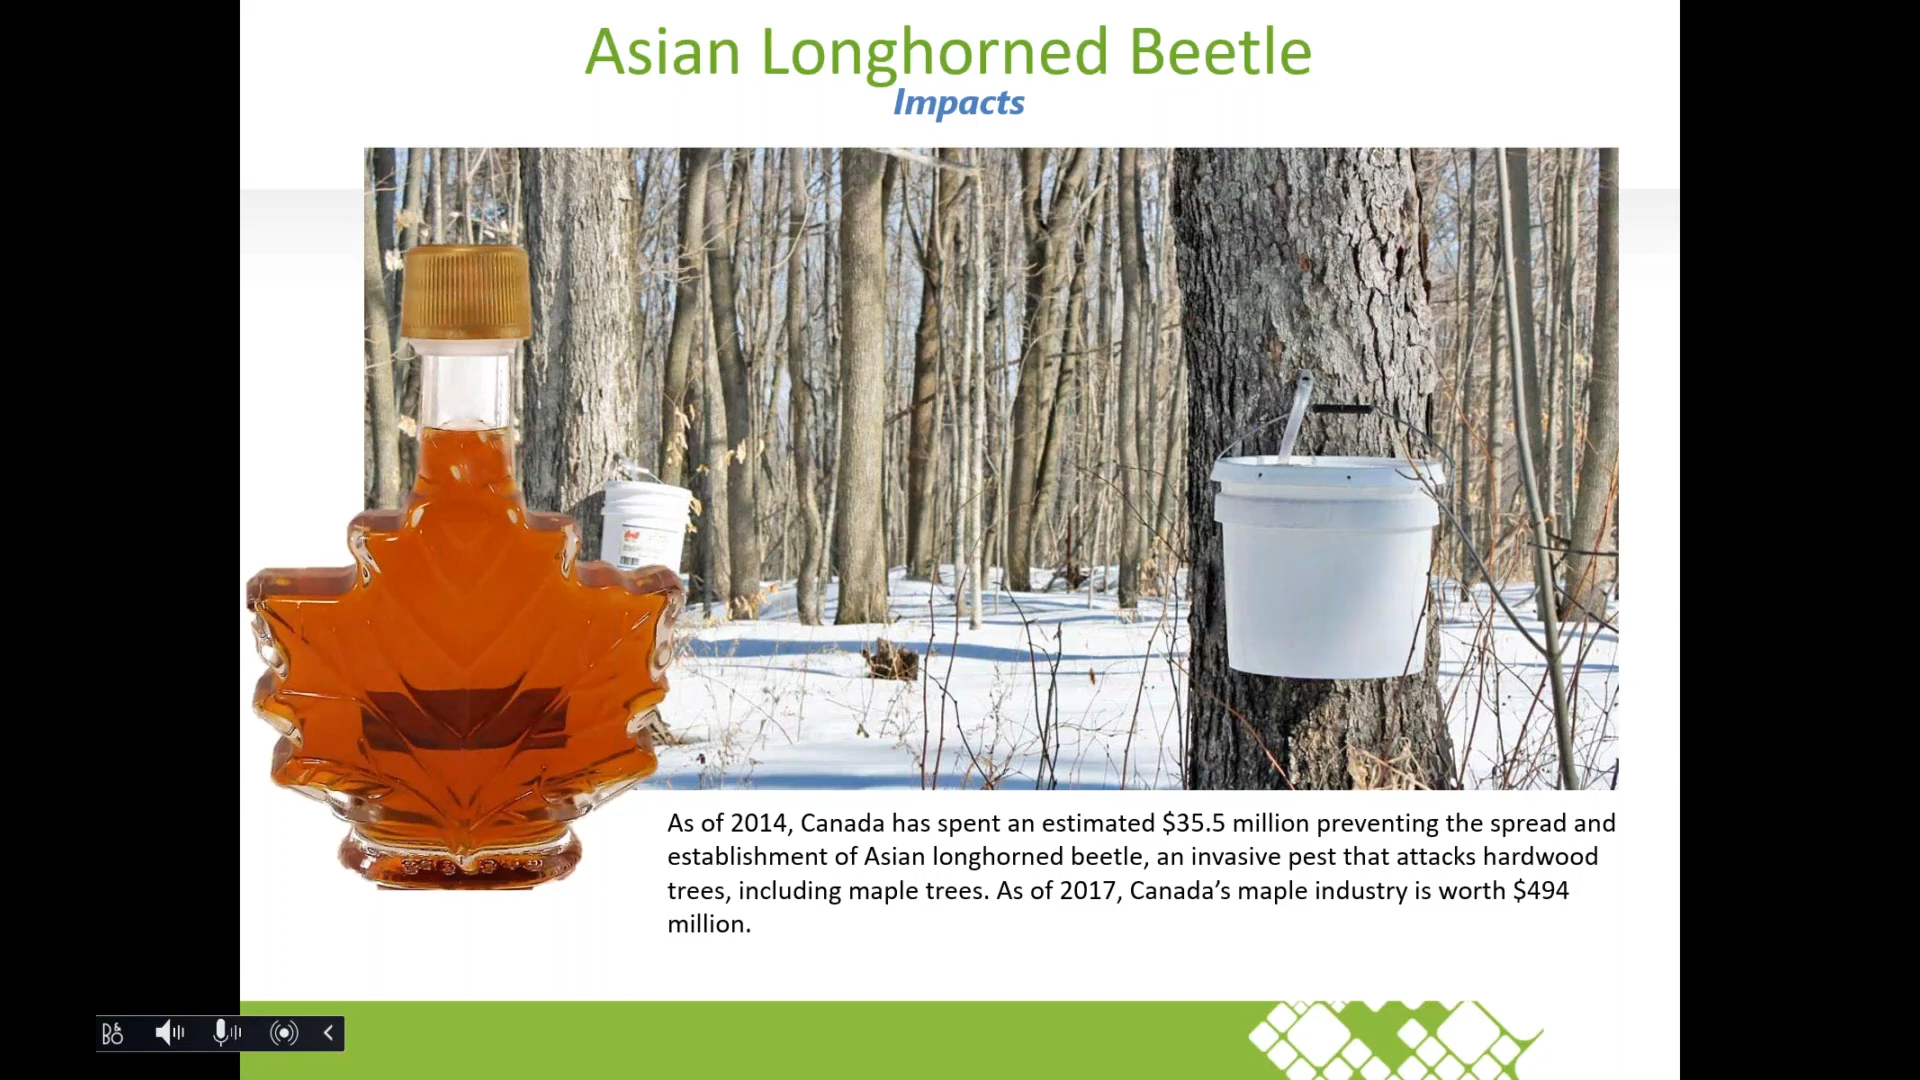 Asian Longhorned Beetle
Impacts
As of 2014, Canada has spent an estimated $35.5 million preventing the spread and
establishment of Asian longhorned beetle, an invasive pest that attacks hardwood
trees, including maple trees. As of 2017, Canada’s maple industry is worth $494
million.
B&O